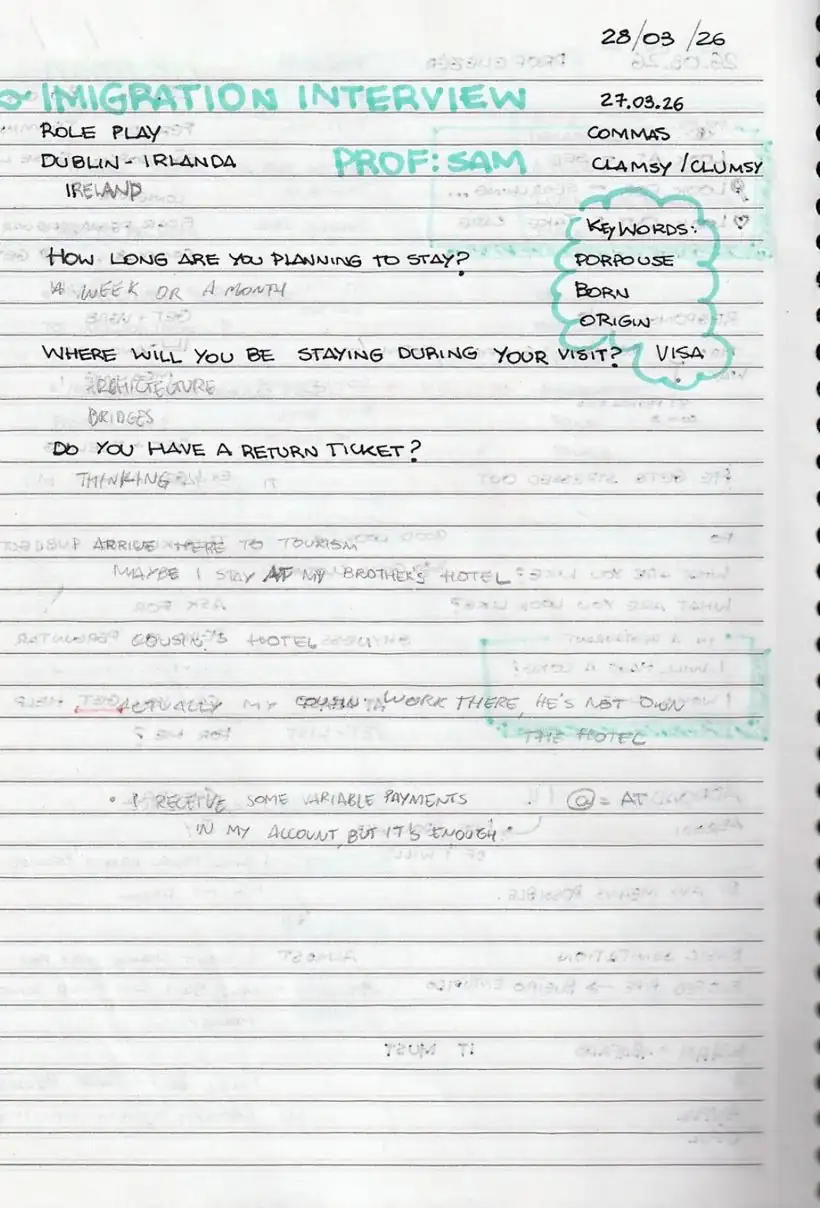 28/03/26
IMIGRATION INTERVIEW
27.03.26
ROLE PLAY
COMMAS
DUBLIN - IRLANDA
PROF: SAM
CLAMSY / CLUMSY
IRELAND
KEYWORDS:
HOW LONG ARE YOU PLANNING TO STAY?
PORPOUSE
A WEEK OR A MONTH
BORN
ORIGIN
WHERE WILL YOU BE STAYING DURING YOUR VISIT?
VISA
BRIDGES
DO YOU HAVE A RETURN TICKET?
THINKING
ARRIVE HERE TO TOURISM
MAYBE I STAY AT MY BROTHER'S HOTEL
COUSIN'S HOTEL
ACTUALLY MY COUSIN WORK THERE, HE'S NOT OWN
THE HOTEL
• I RECEIVE SOME VARIABLE PAYMENTS
@ = AT
IN MY ACCOUNT, BUT IT'S ENOUGH •